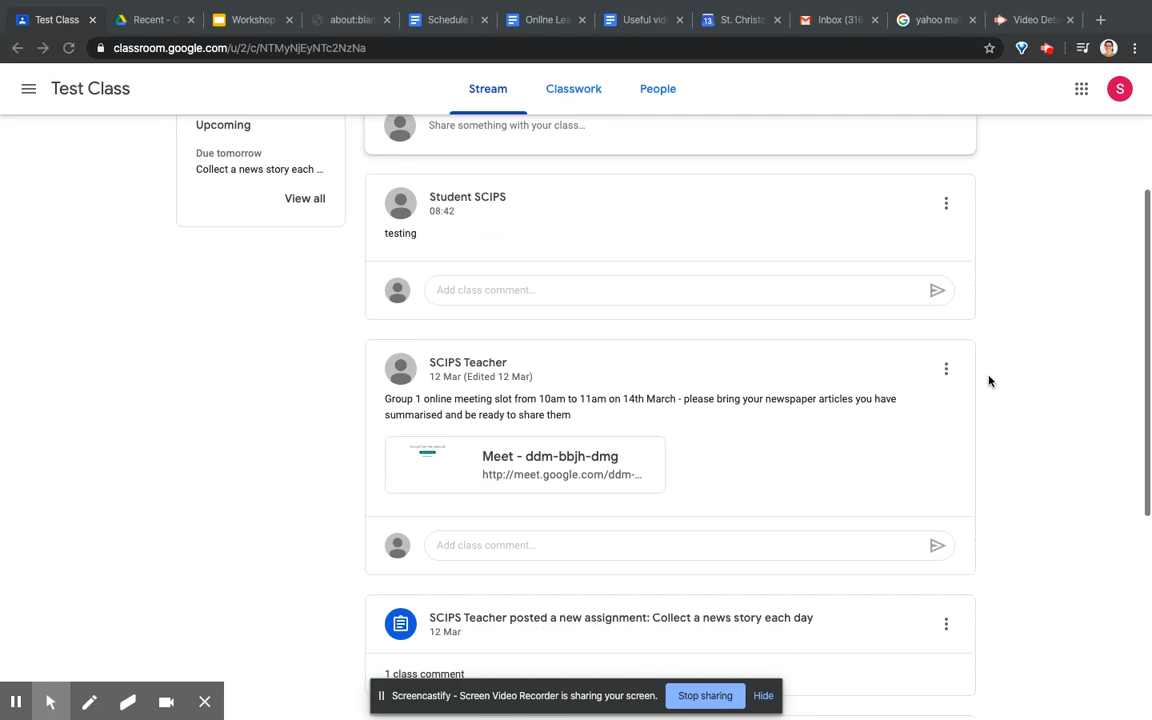 Test Class
Recent - G
Workshop
about:blan
Schedule
Online Lea
Useful vid
13
St. Christo
Inbox (316
yahoo mai
Video Deta
classroom.google.com/u/2/c/NTMyNjEyNTc2NzNa
Test Class
Stream
Classwork
People
S
Upcoming
Due tomorrow
Collect a news story each ...
View all
Share something with your class...
Student SCIPS
08:42
testing
Add class comment...
SCIPS Teacher
12 Mar (Edited 12 Mar)
Group 1 online meeting slot from 10am to 11am on 14th March - please bring your newspaper articles you have
summarised and be ready to share them
Meet - ddm-bbjh-dmg
http://meet.google.com/ddm-...
Add class comment...
SCIPS Teacher posted a new assignment: Collect a news story each day
12 Mar
1 class comment
Screencastify - Screen Video Recorder is sharing your screen.
Stop sharing
Hide